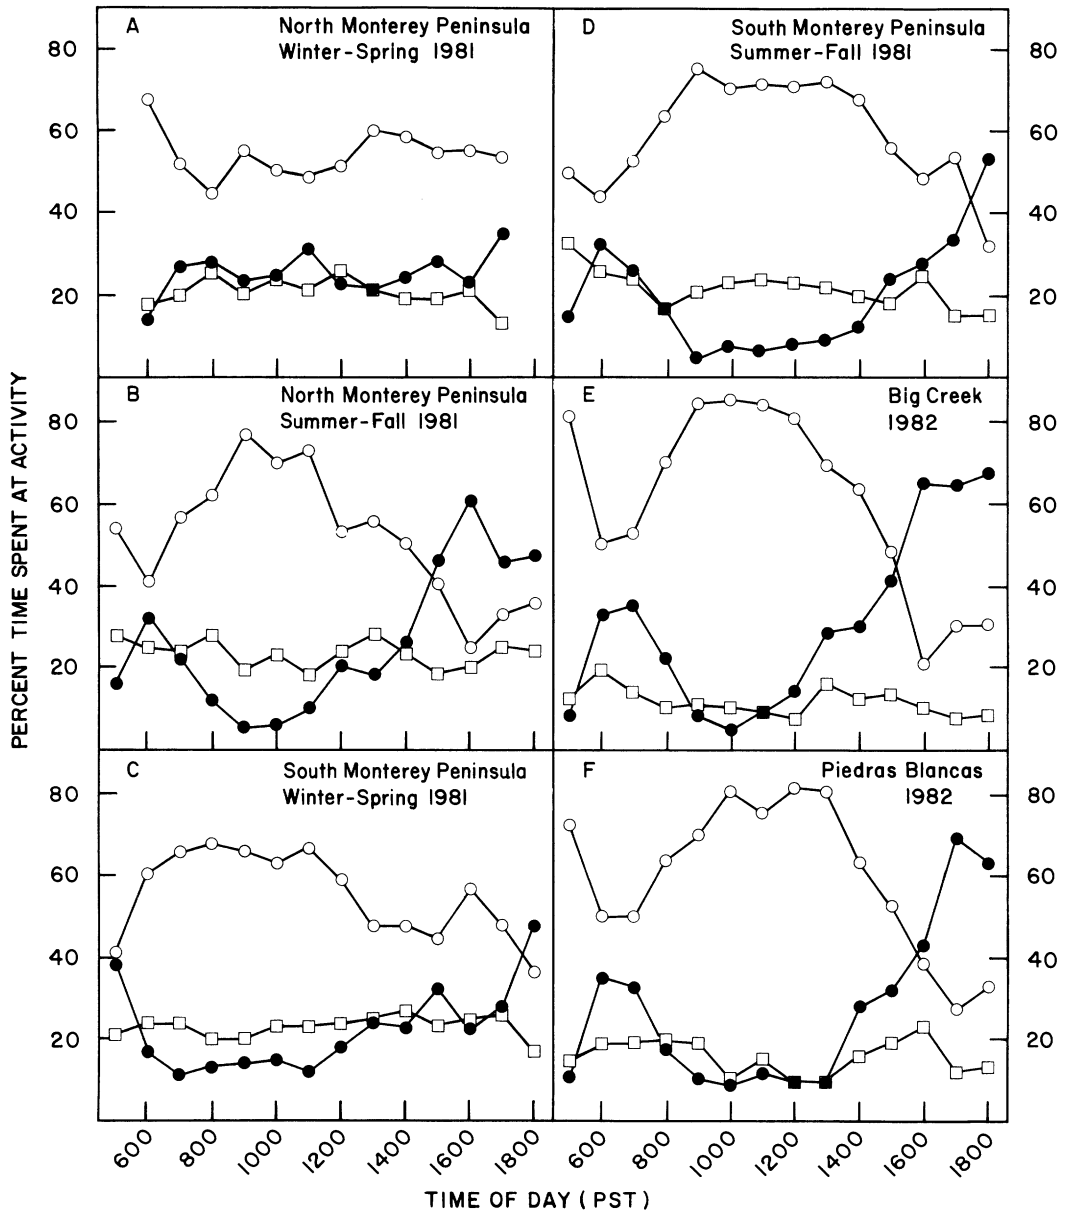 A
North Monterey Peninsula
Winter-Spring 1981
80
60
40
20
D
South Monterey Peninsula
Summer-Fall 1981
80
60
40
20
B
North Monterey Peninsula
Summer-Fall 1981
80
60
40
20
E
Big Creek
1982
80
60
40
20
C
South Monterey Peninsula
Winter-Spring 1981
80
60
40
20
F
Piedras Blancas
1982
80
60
40
20
PERCENT TIME SPENT AT ACTIVITY
600 800 1000 1200 1400 1600 1800
600 800 1000 1200 1400 1600 1800
TIME OF DAY (PST)